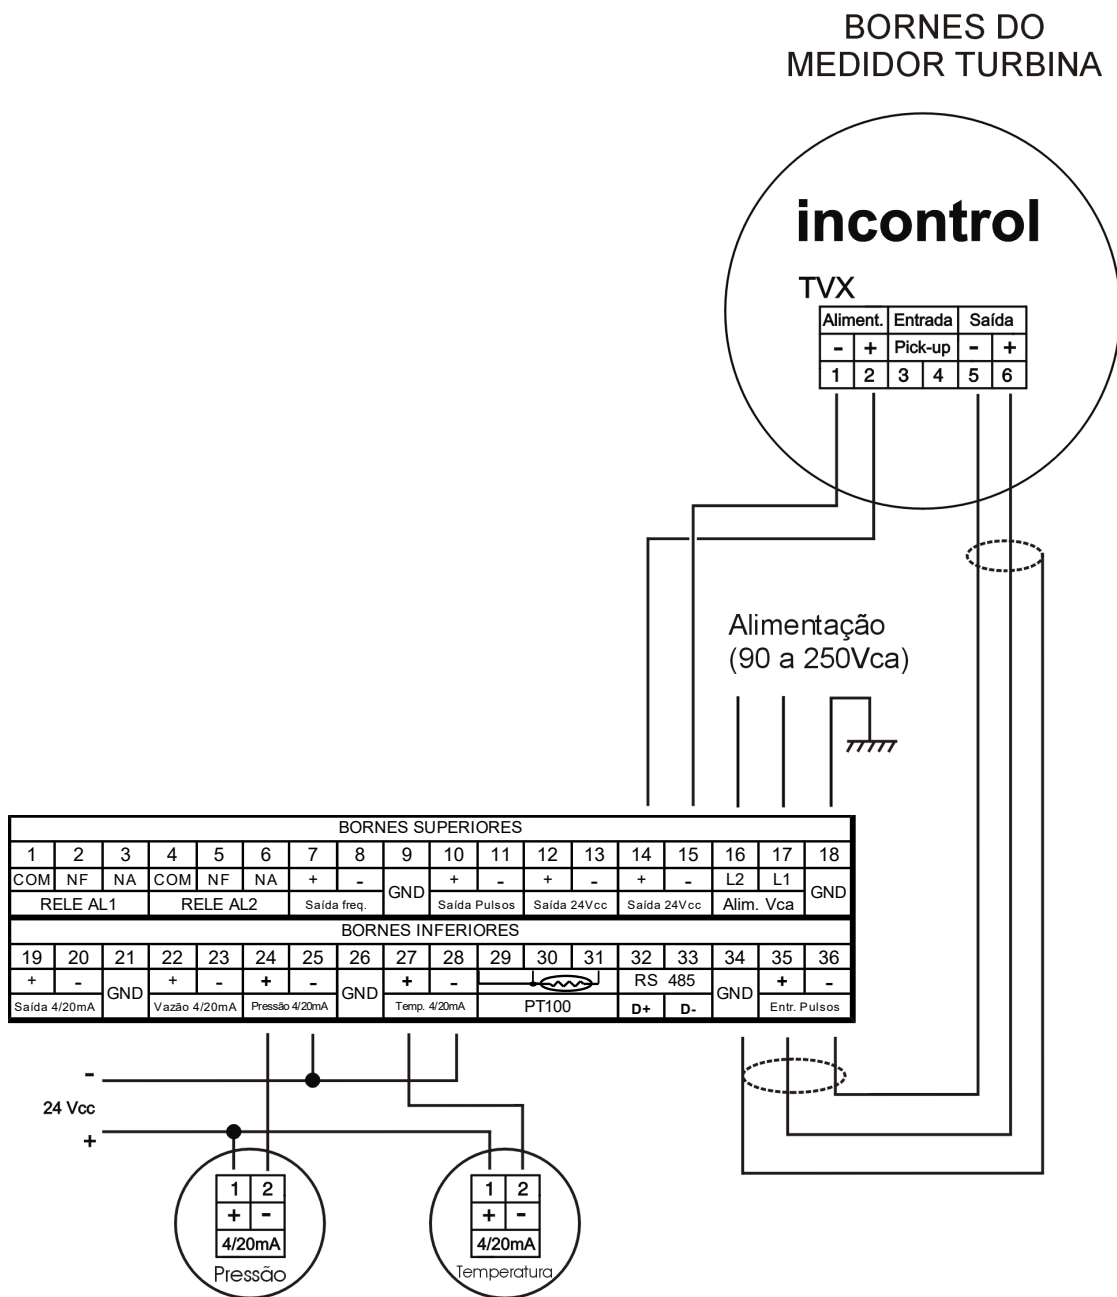 BORNES DO
MEDIDOR TURBINA
incontrol
TVX
Aliment. Entrada Saída
- + Pick-up - +
1 2 3 4 5 6
Alimentação
(90 a 250Vca)
BORNES SUPERIORES
1 2 3 4 5 6 7 8 9 10 11 12 13 14 15 16 17 18
COM NF NA COM NF NA + - GND + - + - + - L2 L1 GND
RELE AL1 RELE AL2 Saída freq. Saída Pulsos Saída 24Vcc Saída 24Vcc Alim. Vca
BORNES INFERIORES
19 20 21 22 23 24 25 26 27 28 29 30 31 32 33 34 35 36
+ - GND + - + - GND + - RS 485 GND + -
Saída 4/20mA Vazão 4/20mA Pressão 4/20mA Temp. 4/20mA PT100 D+ D- Entr. Pulsos
-
24 Vcc
+
1 2
+ -
4/20mA
Pressão
1 2
+ -
4/20mA
Temperatura